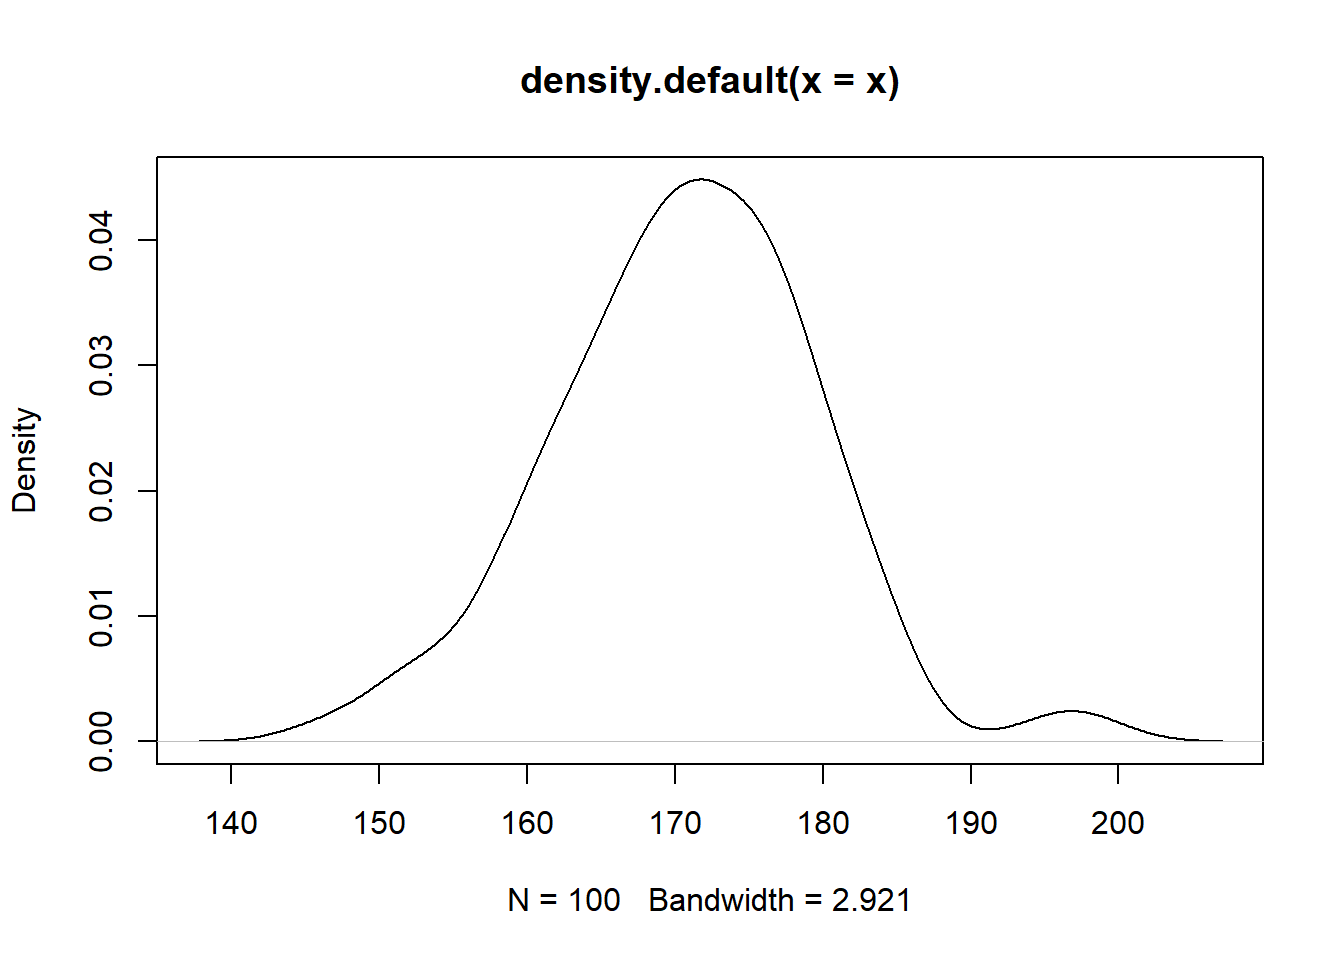 density.default(x = x)
Density
0.04
0.03
0.02
0.01
0.00
140 150 160 170 180 190 200
N = 100   Bandwidth = 2.921